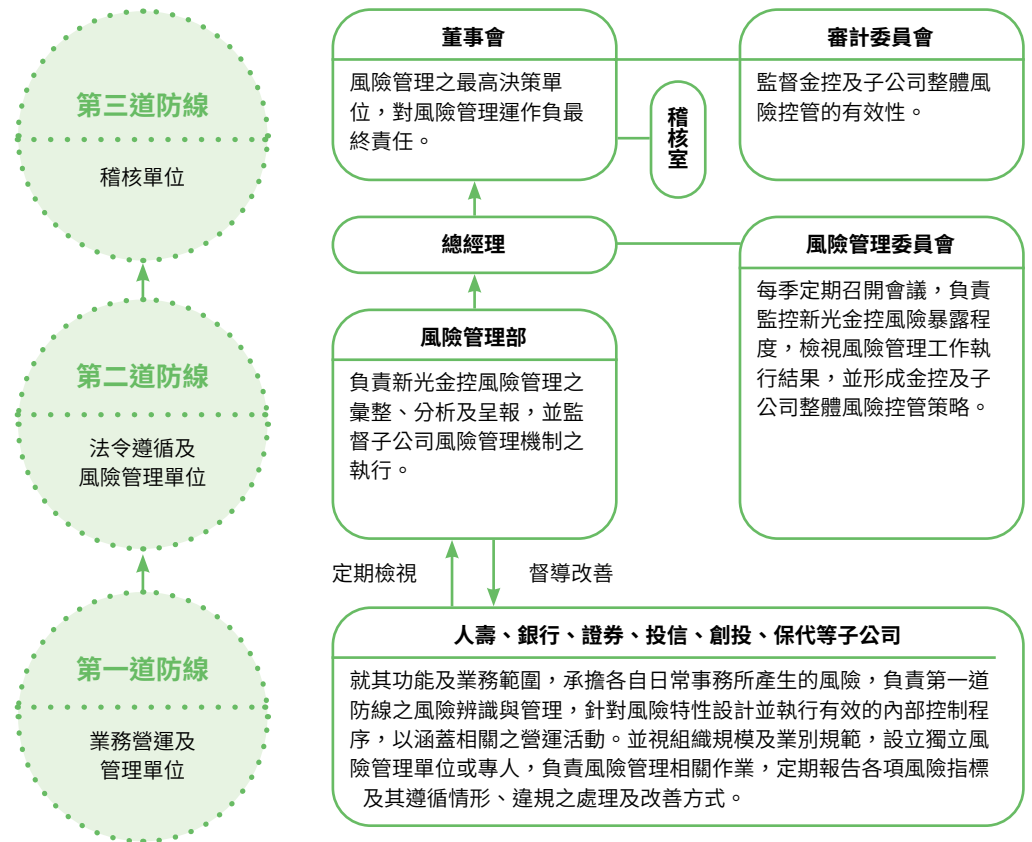 第三道防線
稽核單位
第二道防線
法令遵循及
風險管理單位
第一道防線
業務營運及
管理單位
董事會
風險管理之最高決策單
位，對風險管理運作負最
終責任。
稽核室
審計委員會
監督金控及子公司整體風
險控管的有效性。
總經理
風險管理委員會
每季定期召開會議，負責
監控新光金控風險暴露程
度，檢視風險管理工作執
行結果，並形成金控及子
公司整體風險控管策略。
風險管理部
負責新光金控風險管理之
彙整、分析及呈報，並監
督子公司風險管理機制之
執行。
定期檢視
督導改善
人壽、銀行、證券、投信、創投、保代等子公司
就其功能及業務範圍，承擔各自日常事務所產生的風險，負責第一道
防線之風險辨識與管理，針對風險特性設計並執行有效的內部控制程
序，以涵蓋相關之營運活動。並視組織規模及業別規範，設立獨立風
險管理單位或專人，負責風險管理相關作業，定期報告各項風險指標
及其遵循情形、違規之處理及改善方式。